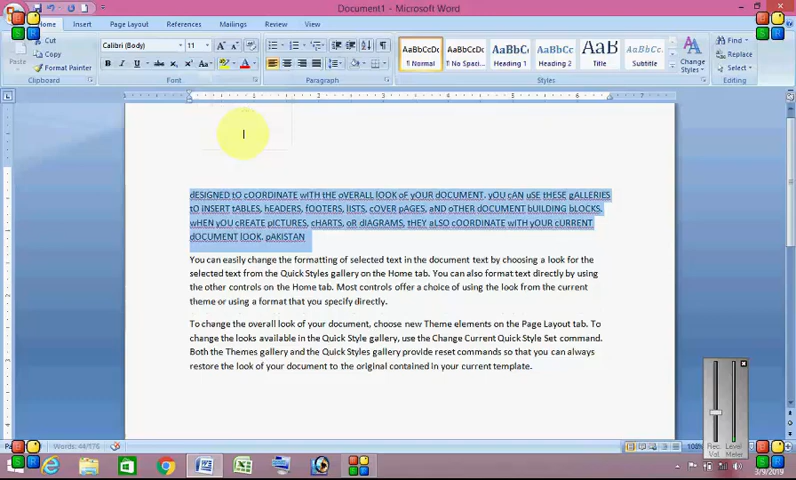 Document1 - Microsoft Word
Home Insert Page Layout References Mailings Review View
Paste Cut Copy Format Painter Clipboard
Calibri (Body) 11 Font
Paragraph
AaBbCcDc ¶ Normal AaBbCcDc ¶ No Spaci... AaBbC Heading 1 AaBbCc Heading 2 AaB Title AaBbCc. Subtitle Styles
Change Styles
Find Replace Select Editing
dESIGNED tO cOORDINATE wITH tHE oVERALL lOOK oF yOUR dOCUMENT. yOU cAN uSE tHESE gALLERIES
tO iNSERT tABLES, hEADERS, fOOTERS, lISTS, cOVER pAGES, aND oTHER dOCUMENT bUILDING bLOCKS.
wHEN yOU cREATE pICTURES, cHARTS, oR dIAGRAMS, tHEY aLSO cOORDINATE wITH yOUR cURRENT
dOCUMENT lOOK. pAKISTAN
You can easily change the formatting of selected text in the document text by choosing a look for the
selected text from the Quick Styles gallery on the Home tab. You can also format text directly by using
the other controls on the Home tab. Most controls offer a choice of using the look from the current
theme or using a format that you specify directly.
To change the overall look of your document, choose new Theme elements on the Page Layout tab. To
change the looks available in the Quick Style gallery, use the Change Current Quick Style Set command.
Both the Themes gallery and the Quick Styles gallery provide reset commands so that you can always
restore the look of your document to the original contained in your current template.
Rec. Vol. Level Meter
Words: 44/176
3/9/2019